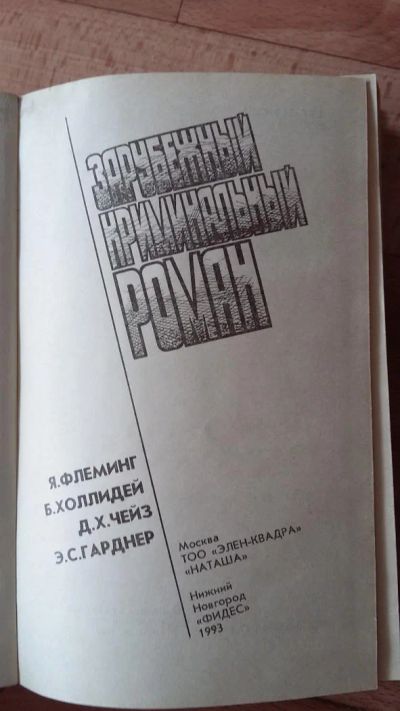 ЗАРУБЕЖНЫЙ
КРИМИНАЛЬНЫЙ
РОМАН
Я.ФЛЕМИНГ
Б.ХОЛЛИДЕЙ
Д.Х.ЧЕЙЗ
Э.С.ГАРДНЕР
Москва
ТОО «ЭЛЕН-КВАДРА»
«НАТАША»
Нижний
Новгород
«ФИДЕС»
1993